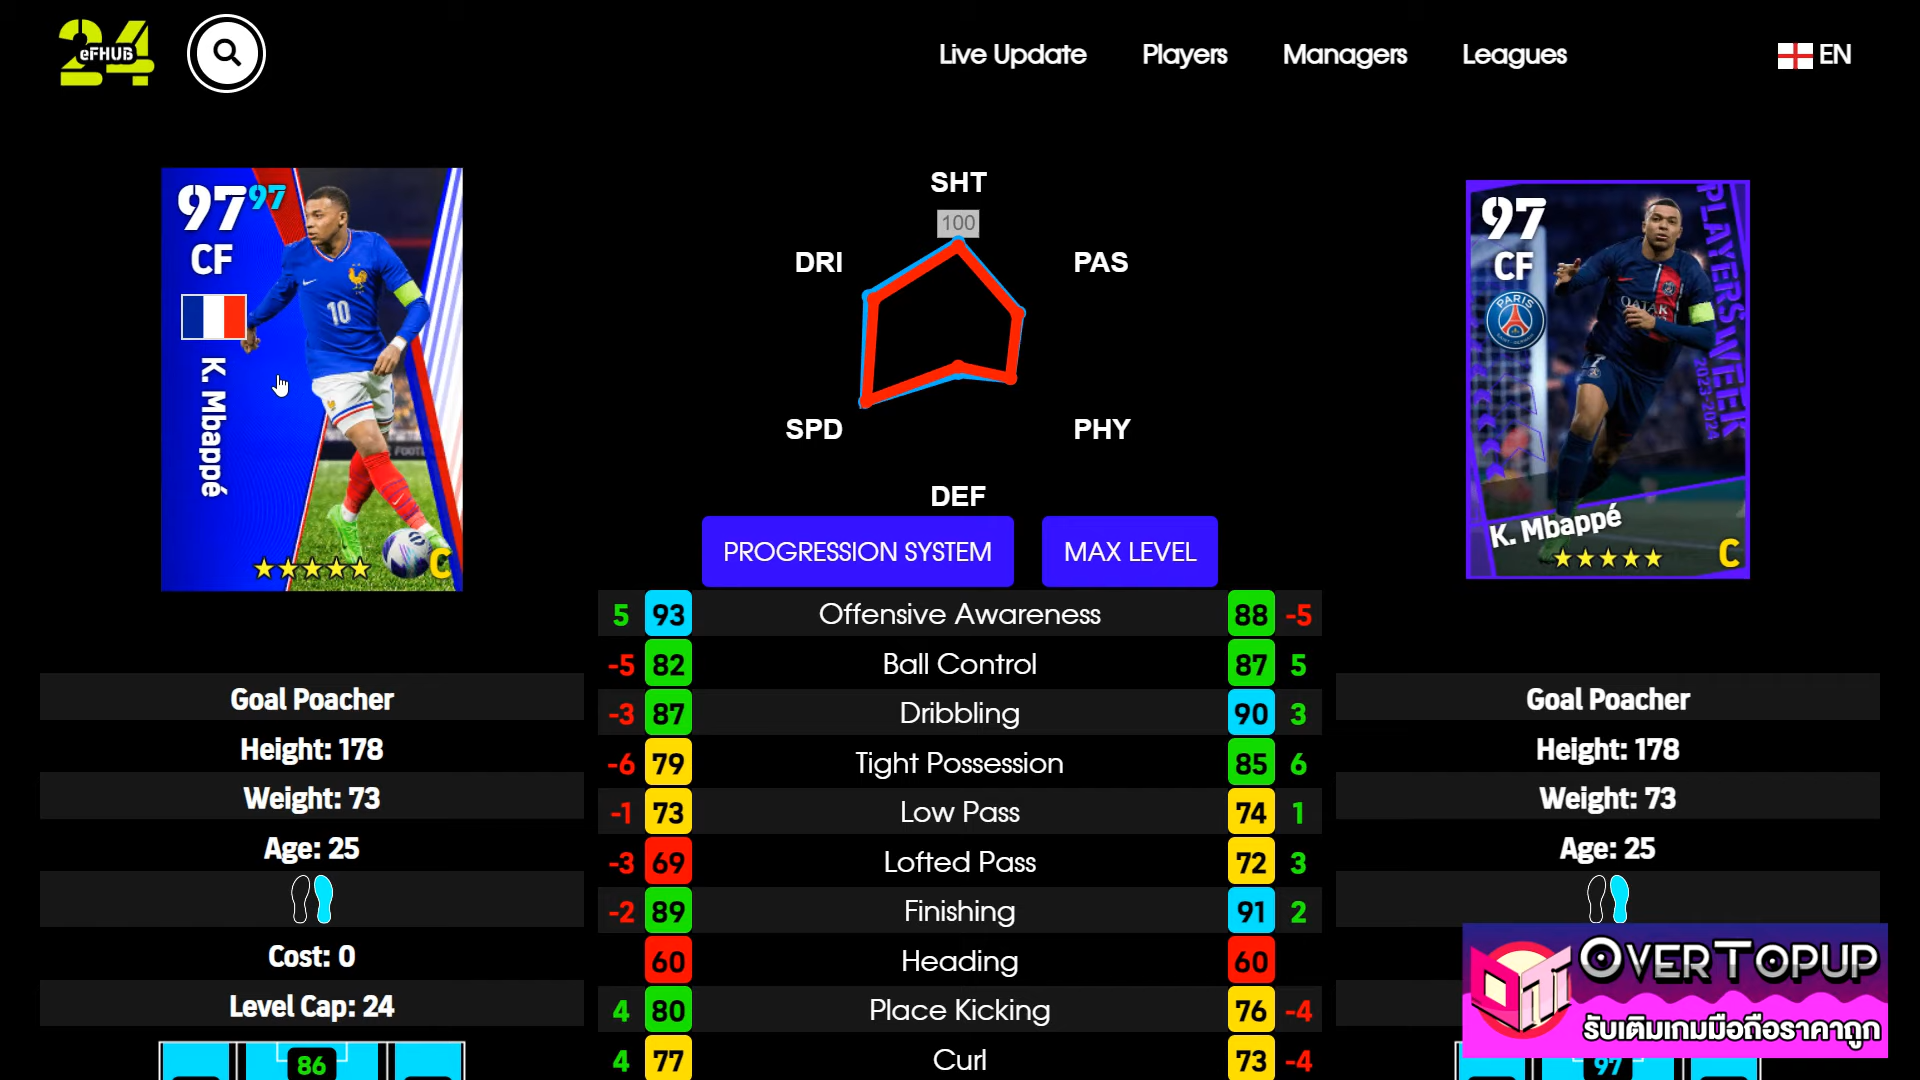 24
eFHUB
Live Update
Players
Managers
Leagues
EN
97
97
CF
10
K. Mbappé
C
SHT
100
DRI
PAS
SPD
PHY
DEF
PROGRESSION SYSTEM
MAX LEVEL
97
CF
PARIS
QATAR
PLAYERS WEEK
2023-2024
K. Mbappé
C
Goal Poacher
Height: 178
Weight: 73
Age: 25
Cost: 0
Level Cap: 24
86
5 93 Offensive Awareness 88 -5
-5 82 Ball Control 87 5
-3 87 Dribbling 90 3
-6 79 Tight Possession 85 6
-1 73 Low Pass 74 1
-3 69 Lofted Pass 72 3
-2 89 Finishing 91 2
60 Heading 60
4 80 Place Kicking 76 -4
4 77 Curl 73 -4
Goal Poacher
Height: 178
Weight: 73
Age: 25
OVERTOPUP
OTU
รับเติมเกมมือถือราคาถูก
97